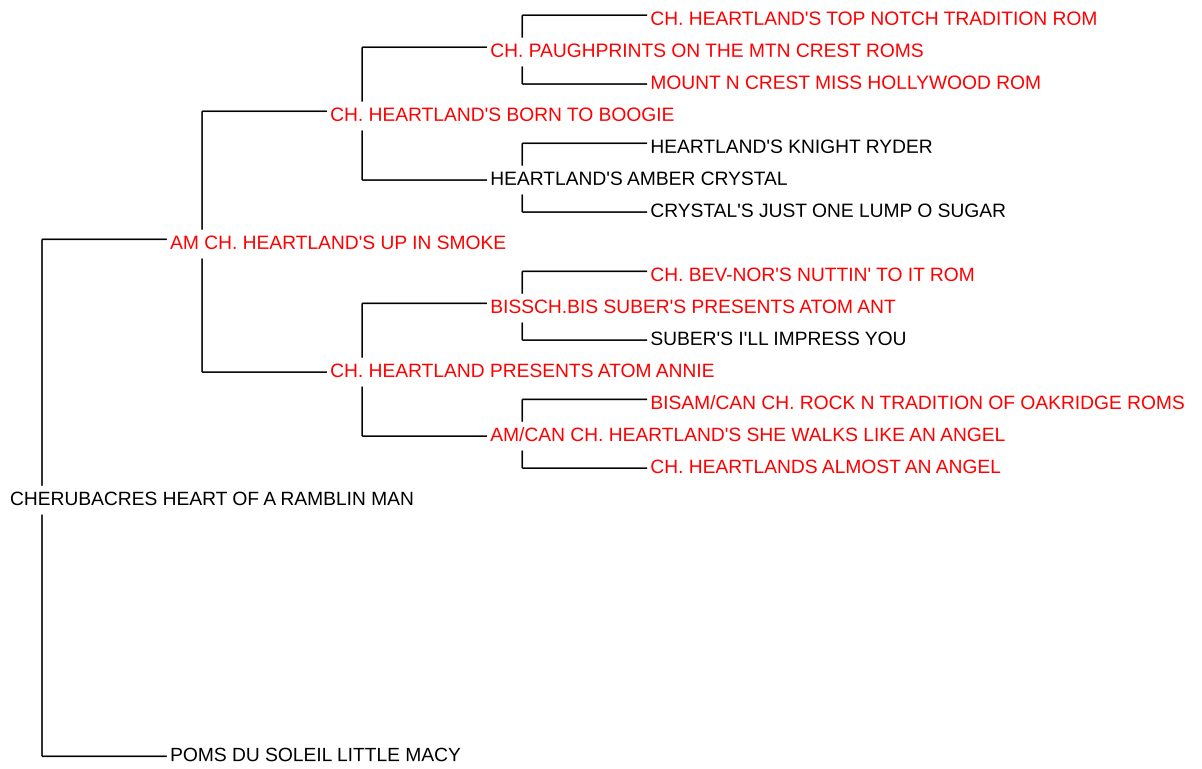 CH. HEARTLAND'S TOP NOTCH TRADITION ROM
CH. PAUGHPRINTS ON THE MTN CREST ROMS
MOUNT N CREST MISS HOLLYWOOD ROM
CH. HEARTLAND'S BORN TO BOOGIE
HEARTLAND'S KNIGHT RYDER
HEARTLAND'S AMBER CRYSTAL
CRYSTAL'S JUST ONE LUMP O SUGAR
AM CH. HEARTLAND'S UP IN SMOKE
CH. BEV-NOR'S NUTTIN' TO IT ROM
BISSCH.BIS SUBER'S PRESENTS ATOM ANT
SUBER'S I'LL IMPRESS YOU
CH. HEARTLAND PRESENTS ATOM ANNIE
BISAM/CAN CH. ROCK N TRADITION OF OAKRIDGE ROMS
AM/CAN CH. HEARTLAND'S SHE WALKS LIKE AN ANGEL
CH. HEARTLANDS ALMOST AN ANGEL
CHERUBACRES HEART OF A RAMBLIN MAN
POMS DU SOLEIL LITTLE MACY